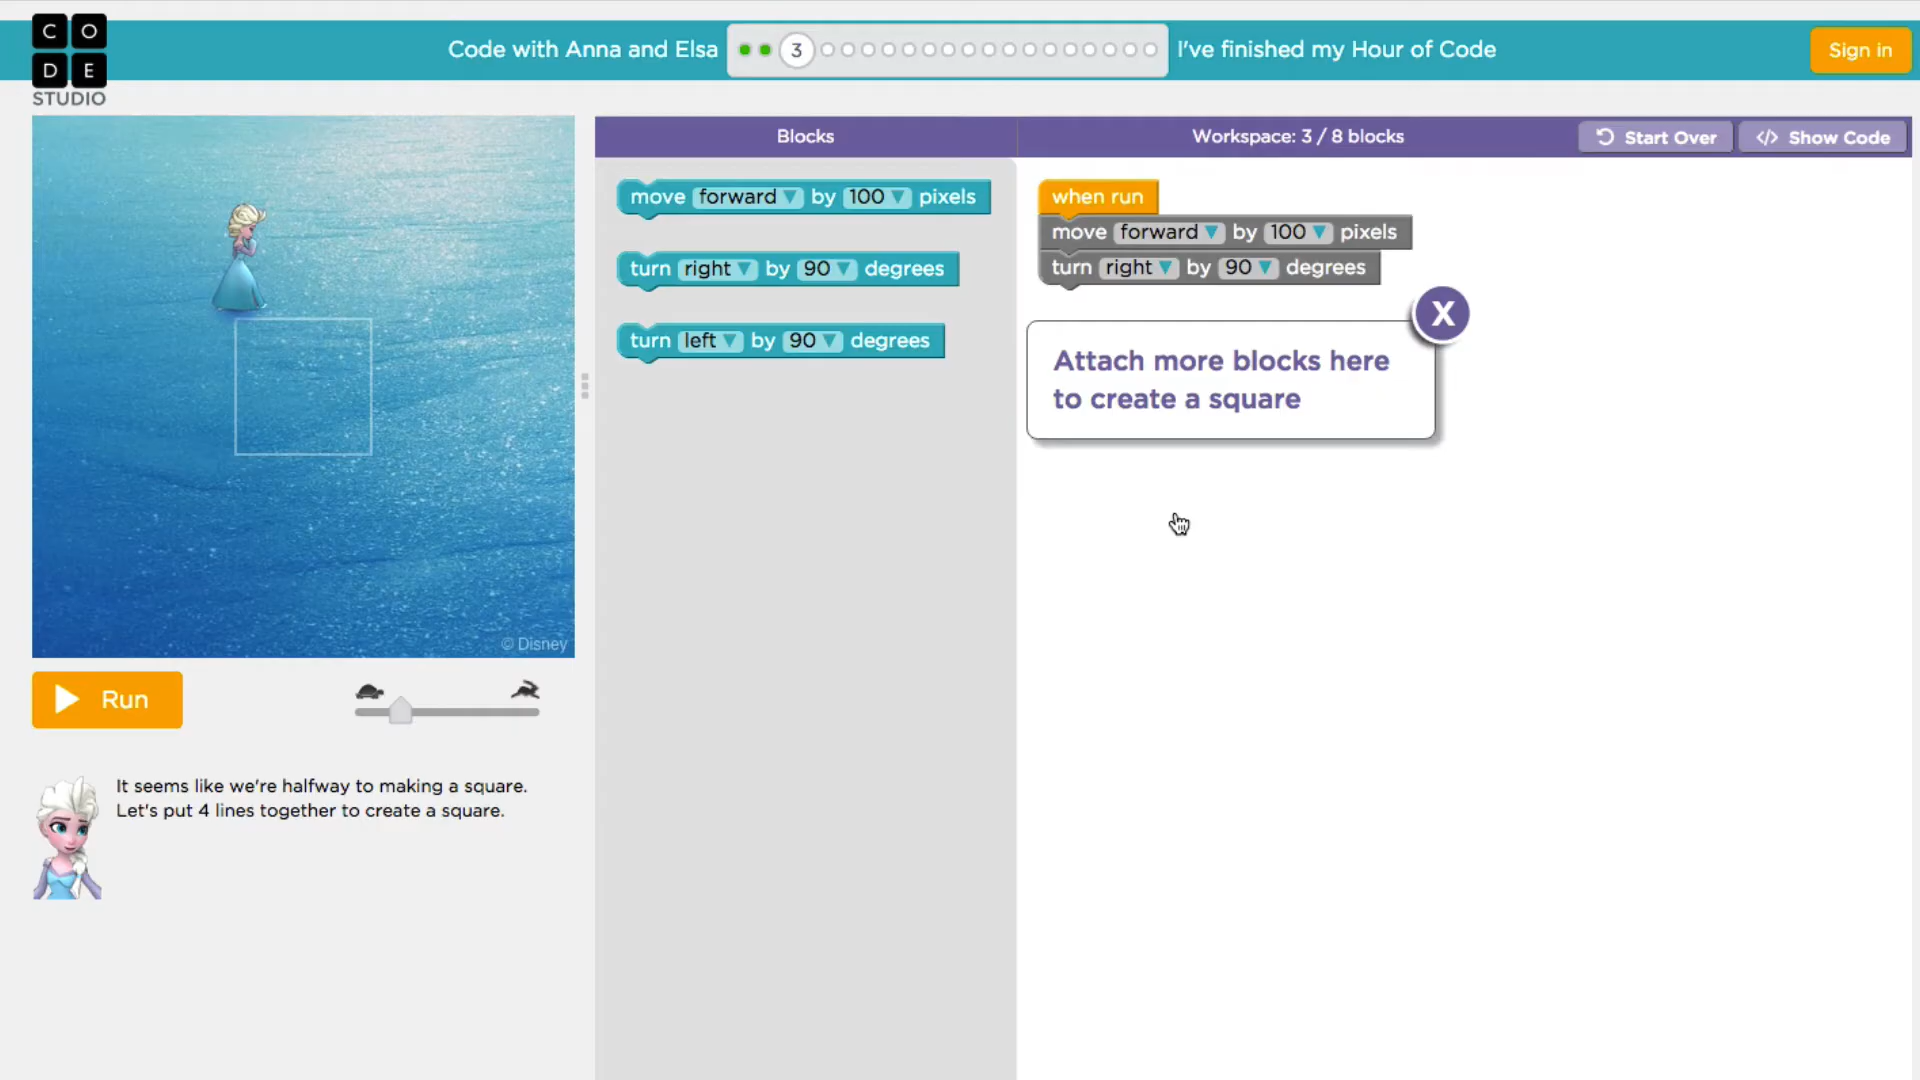 C O
D E
STUDIO
Code with Anna and Elsa
3
I've finished my Hour of Code
Sign in
Blocks
Workspace: 3 / 8 blocks
Start Over
</> Show Code
move forward by 100 pixels
turn right by 90 degrees
turn left by 90 degrees
when run
move forward by 100 pixels
turn right by 90 degrees
X
Attach more blocks here
to create a square
© Disney
Run
It seems like we're halfway to making a square.
Let's put 4 lines together to create a square.